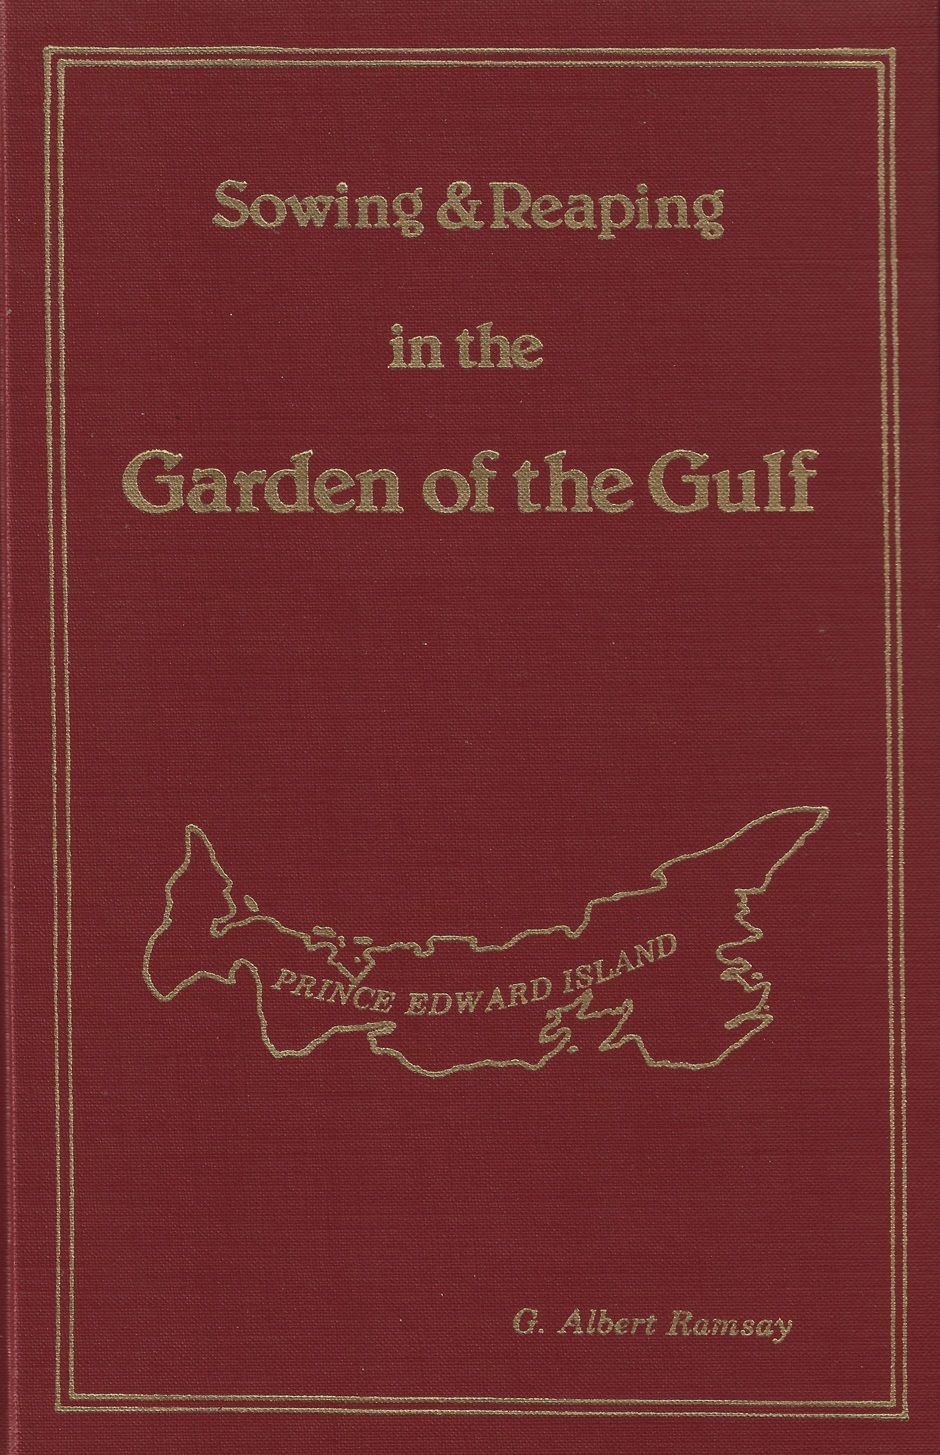 Sowing & Reaping
in the
Garden of the Gulf
PRINCE EDWARD ISLAND
G. Albert Ramsay